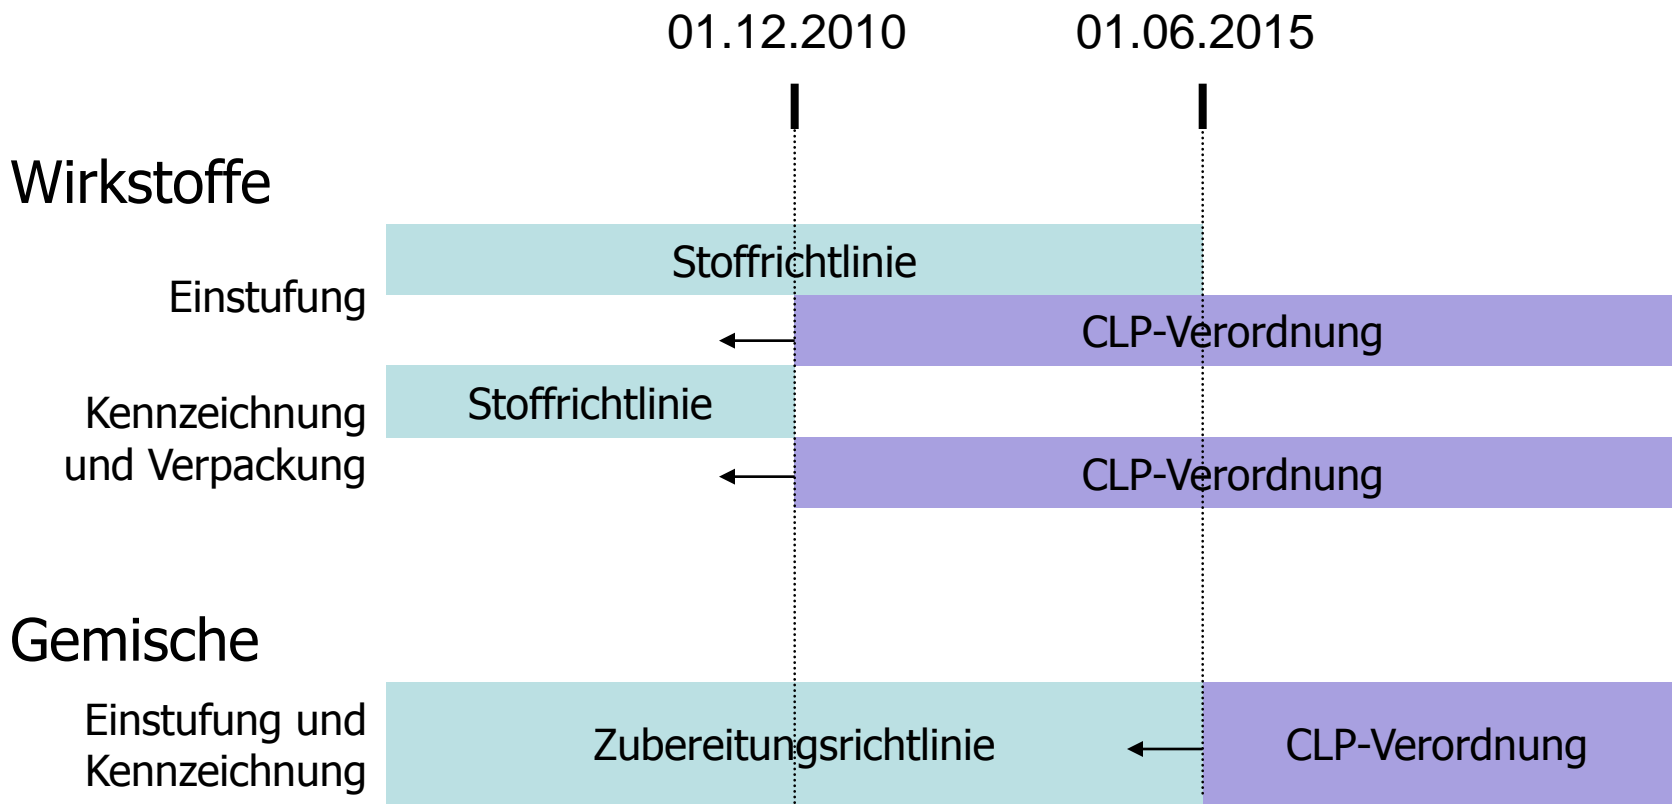 01.12.2010 01.06.2015
Wirkstoffe
Stoffrichtlinie
Einstufung
CLP-Verordnung
Stoffrichtlinie
Kennzeichnung
und Verpackung
CLP-Verordnung
Gemische
Einstufung und
Kennzeichnung
Zubereitungsrichtlinie
CLP-Verordnung